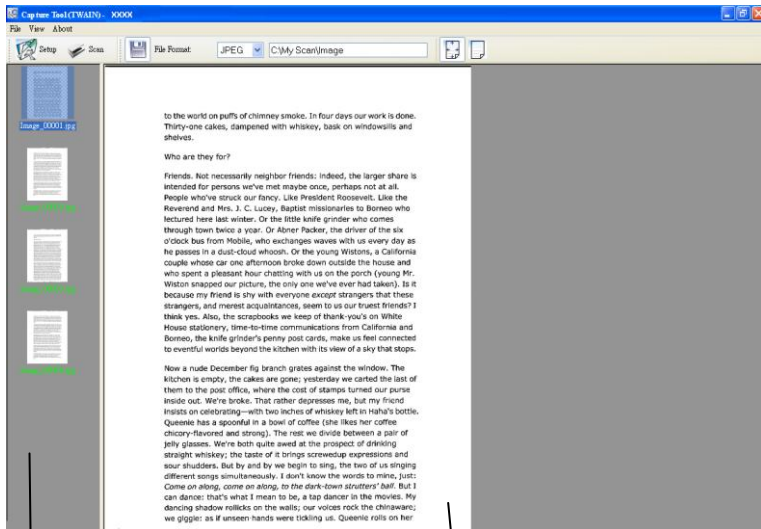 Capture Tool(TWAIN) - XXXX
File View About
Setup Scan File Format: JPEG C:\My Scan\Image
Image_00001.jpg
to the world on puffs of chimney smoke. In four days our work is done.
Thirty-one cakes, dampened with whiskey, bask on windowsills and
shelves.
Who are they for?
Friends. Not necessarily neighbor friends: indeed, the larger share is
intended for persons we've met maybe once, perhaps not at all.
People who've struck our fancy. Like President Roosevelt. Like the
Reverend and Mrs. J. C. Lucey, Baptist missionaries to Borneo who
lectured here last winter. Or the little knife grinder who comes
through town twice a year. Or Abner Packer, the driver of the six
o'clock bus from Mobile, who exchanges waves with us every day as
he passes in a dust-cloud whoosh. Or the young Wistons, a California
couple whose car one afternoon broke down outside the house and
who spent a pleasant hour chatting with us on the porch (young Mr.
Wiston snapped our picture, the only one we've ever had taken). Is it
because my friend is shy with everyone except strangers that these
strangers, and merest acquaintances, seem to us our truest friends? I
think yes. Also, the scrapbooks we keep of thank-you's on White
House stationery, time-to-time communications from California and
Borneo, the knife grinder's penny post cards, make us feel connected
to eventful worlds beyond the kitchen with its view of a sky that stops.
Now a nude December fig branch grates against the window. The
kitchen is empty, the cakes are gone; yesterday we carted the last of
them to the post office, where the cost of stamps turned our purse
inside out. We're broke. That rather depresses me, but my friend
insists on celebrating—with two inches of whiskey left in Haha's bottle.
Queenie has a spoonful in a bowl of coffee (she likes her coffee
chicory-flavored and strong). The rest we divide between a pair of
jelly glasses. We're both quite awed at the prospect of drinking
straight whiskey; the taste of it brings screwedup expressions and
sour shudders. But by and by we begin to sing, the two of us singing
different songs simultaneously. I don't know the words to mine, just:
Come on along, come on along, to the dark-town strutters' ball. But I
can dance: that's what I mean to be, a tap dancer in the movies. My
dancing shadow rollicks on the walls; our voices rock the chinaware;
we giggle: as if unseen hands were tickling us. Queenie rolls on her